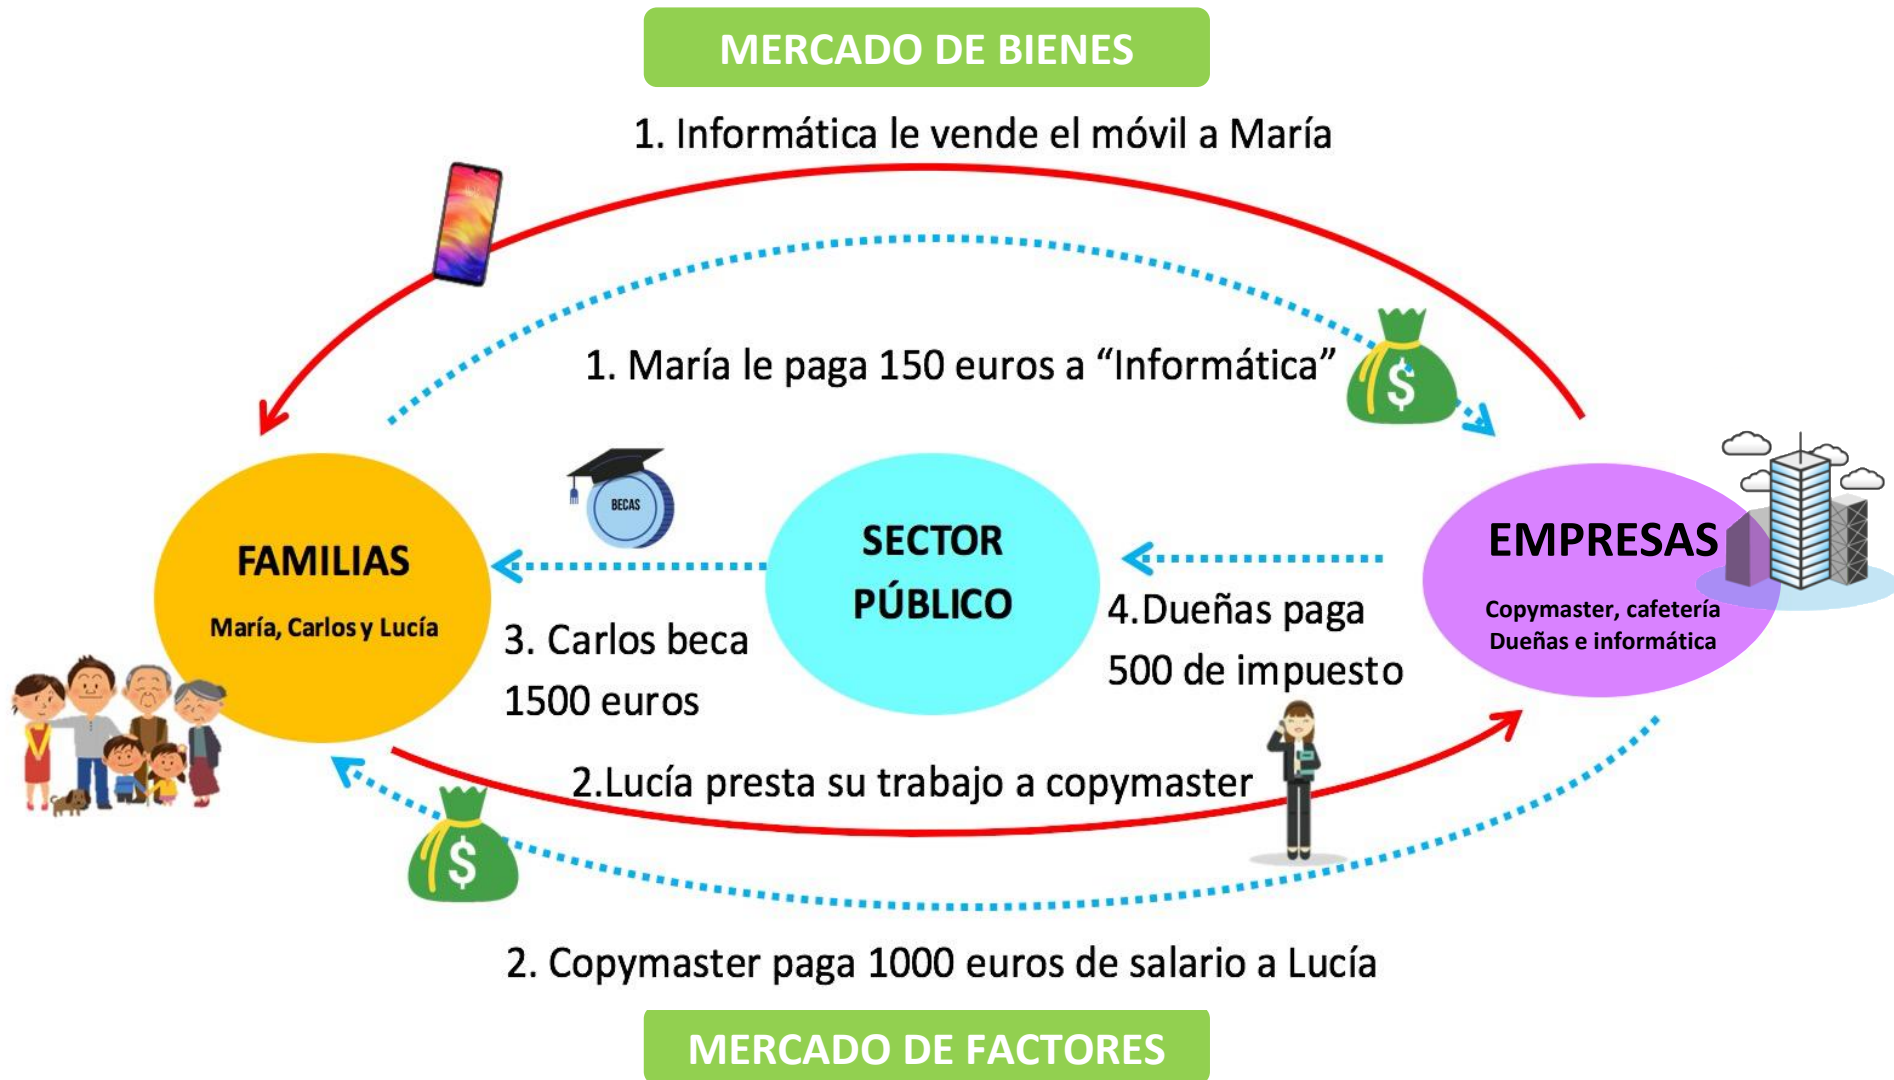 MERCADO DE BIENES
1. Informática le vende el móvil a María
1. María le paga 150 euros a “Informática”
$
BECAS
FAMILIAS
María, Carlos y Lucía
3. Carlos beca
1500 euros
SECTOR
PÚBLICO
4.Dueñas paga
500 de impuesto
EMPRESAS
Copymaster, cafetería
Dueñas e informática
2.Lucía presta su trabajo a copymaster
$
2. Copymaster paga 1000 euros de salario a Lucía
MERCADO DE FACTORES